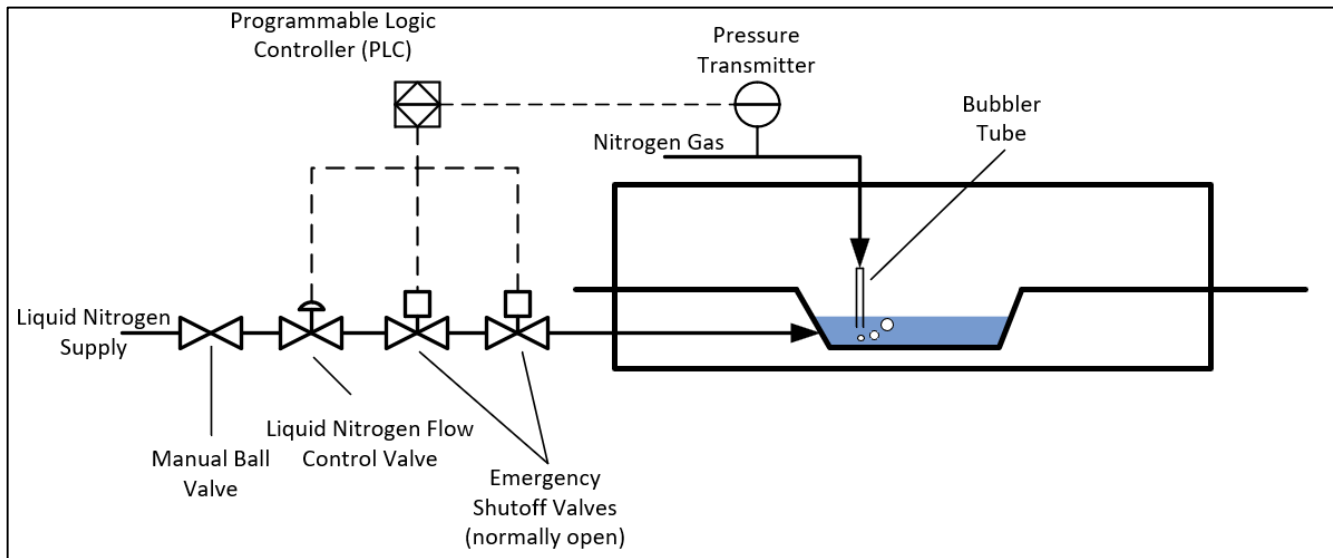 Programmable Logic
Controller (PLC)
Pressure
Transmitter
Bubbler
Tube
Nitrogen Gas
Liquid Nitrogen
Supply
Manual Ball
Valve
Liquid Nitrogen Flow
Control Valve
Emergency
Shutoff Valves
(normally open)